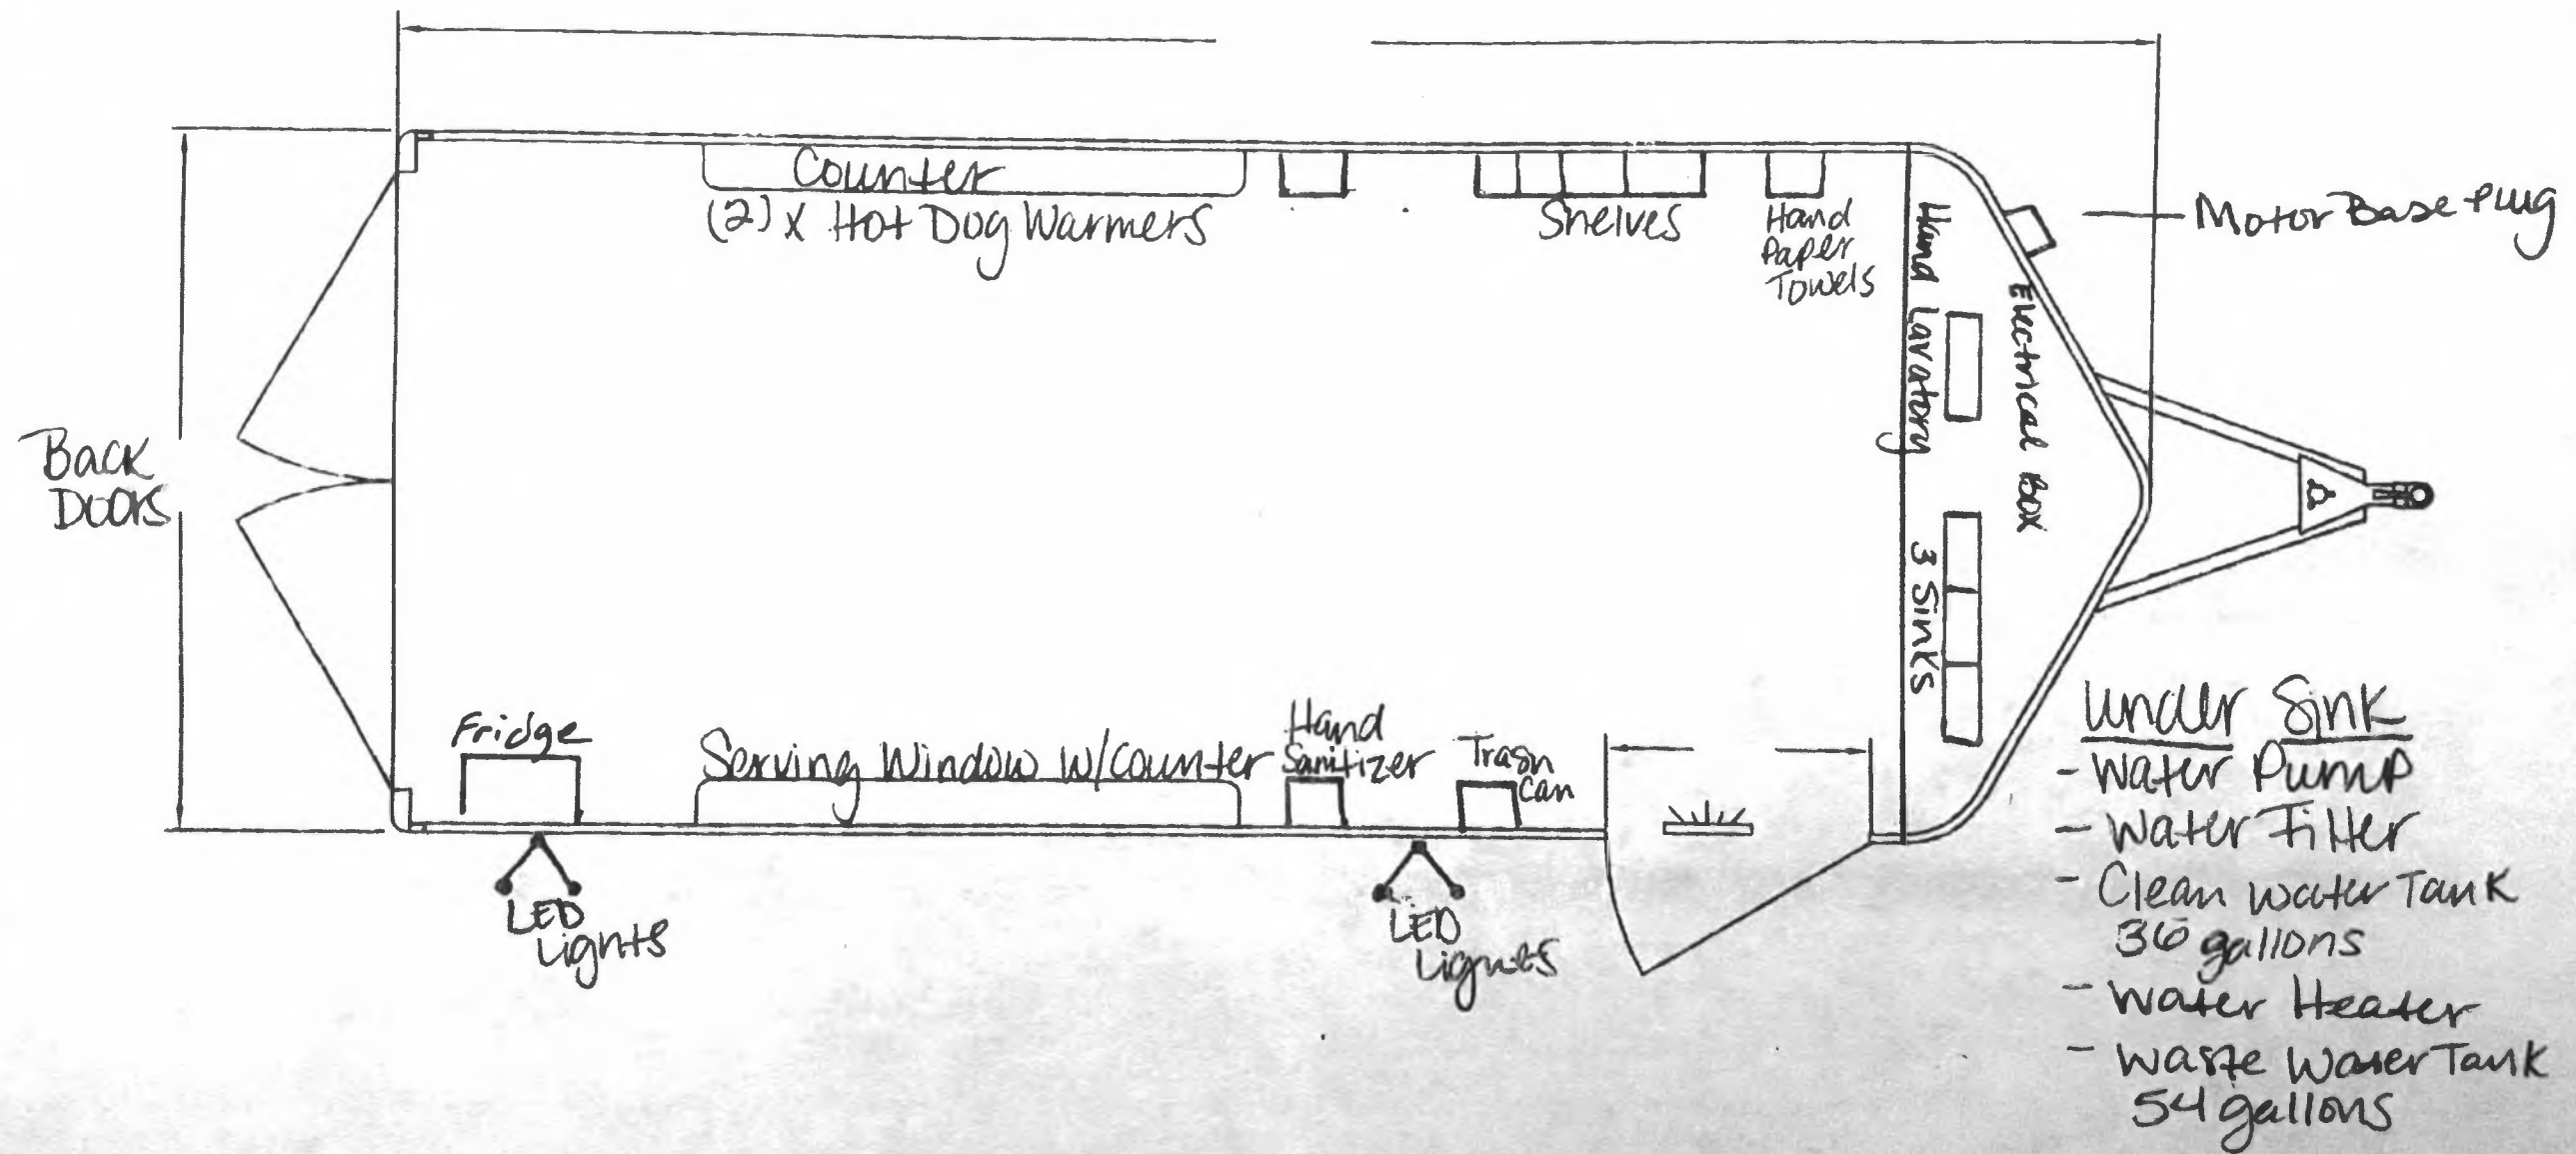 Counter
(2) x Hot Dog Warmers
Shelves
Hand
Paper
Towels
Hand Lavatory
Electrical Box
3 Sinks
Motor Base Plug
Back
Doors
Fridge
Serving Window w/counter
Hand
Sanitizer
Trash
Can
LED
Lights
LED
Lights
Under Sink
- Water Pump
- Water Filter
- Clean Water Tank
36 gallons
- Water Heater
- Waste Water Tank
54 gallons